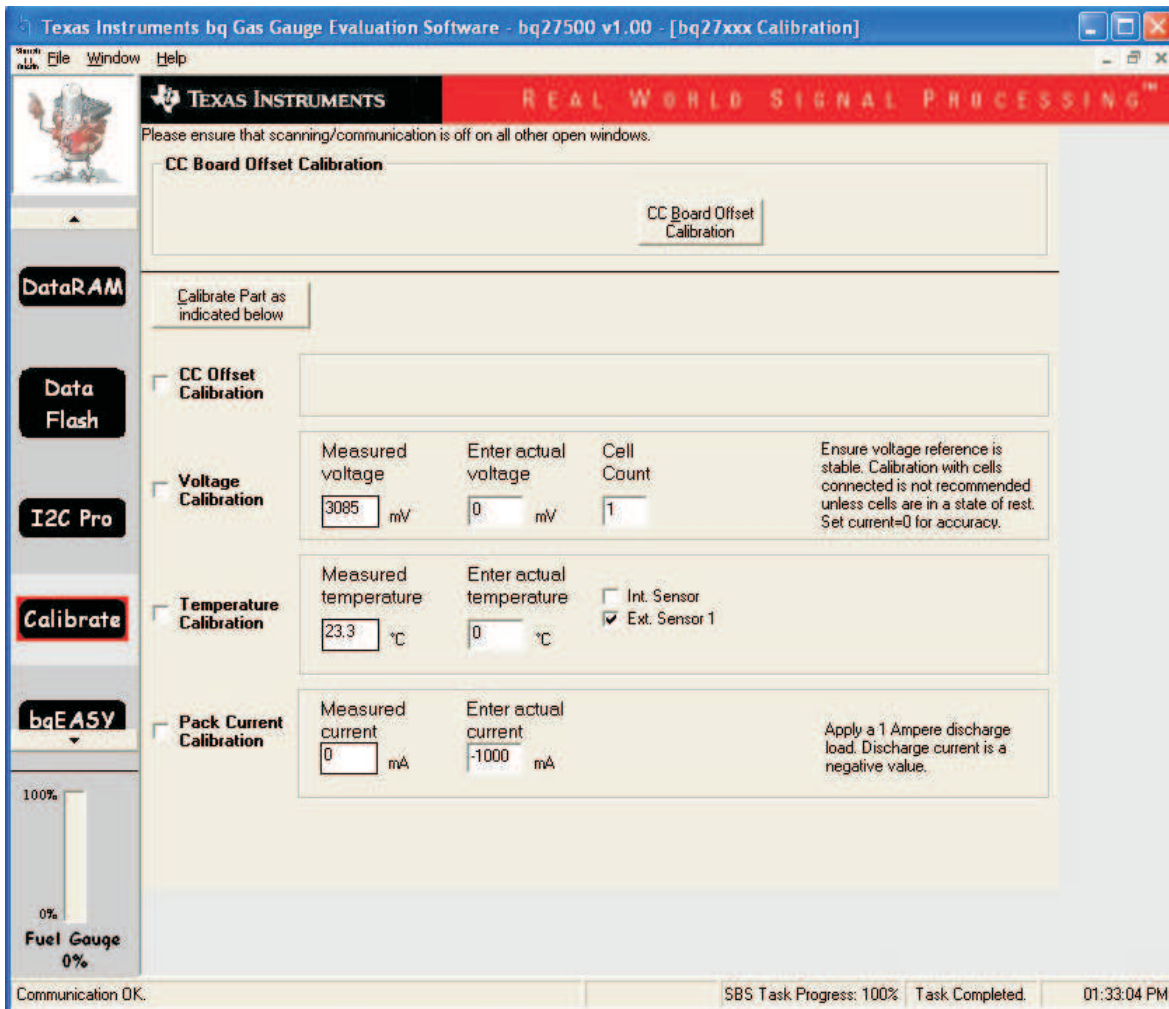 Texas Instruments bq Gas Gauge Evaluation Software - bq27500 v1.00 - [bq27xxx Calibration]
File Window Help
TEXAS INSTRUMENTS
REAL WORLD SIGNAL PROCESSING™
Please ensure that scanning/communication is off on all other open windows.
CC Board Offset Calibration
CC Board Offset
Calibration
DataRAM
Calibrate Part as
indicated below
Data
Flash
CC Offset
Calibration
I2C Pro
Voltage
Calibration
Measured
voltage
3085 mV
Enter actual
voltage
0 mV
Cell
Count
1
Ensure voltage reference is
stable. Calibration with cells
connected is not recommended
unless cells are in a state of rest.
Set current=0 for accuracy.
Calibrate
Temperature
Calibration
Measured
temperature
23.3 °C
Enter actual
temperature
0 °C
Int. Sensor
Ext. Sensor 1
bqEASY
Pack Current
Calibration
Measured
current
0 mA
Enter actual
current
-1000 mA
Apply a 1 Ampere discharge
load. Discharge current is a
negative value.
100%
0%
Fuel Gauge
0%
Communication OK.
SBS Task Progress: 100%
Task Completed.
01:33:04 PM